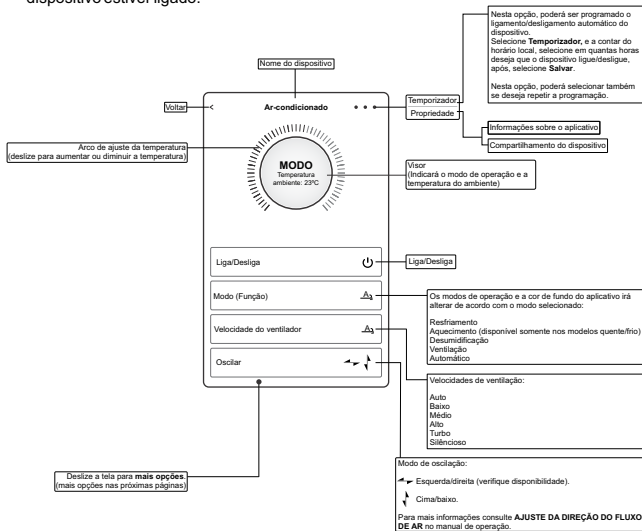 dispositivo estiver ligado.
Nesta opção, poderá ser programado o
ligamento/desligamento automático do
dispositivo.
Selecione Temporizador, e a contar do
horário local, selecione em quantas horas
deseja que o dispositivo ligue/desligue,
após, selecione Salvar.
Nesta opção, poderá selecionar também
se deseja repetir a programação.
Nome do dispositivo
Voltar
<
Ar-condicionado
Temporizador
Propriedade
Informações sobre o aplicativo
Compartilhamento do dispositivo
Arco de ajuste da temperatura
(deslize para aumentar ou diminuir a temperatura)
MODO
Temperatura
ambiente: 23ºC
Visor
(Indicará o modo de operação e a
temperatura do ambiente)
Liga/Desliga
Liga/Desliga
Modo (Função)
A
Os modos de operação e a cor de fundo do aplicativo irá
alterar de acordo com o modo selecionado:
Resfriamento
Aquecimento (disponível somente nos modelos quente/frio)
Desumidificação
Ventilação
Automático
Velocidade do ventilador
A
Oscilar
Velocidades de ventilação:
Auto
Baixo
Médio
Alto
Turbo
Silêncioso
Deslize a tela para mais opções.
(mais opções nas próximas páginas)
Modo de oscilação:
Esquerda/direita (verifique disponibilidade).
Cima/baixo.
Para mais informações consulte AJUSTE DA DIREÇÃO DO FLUXO
DE AR no manual de operação.